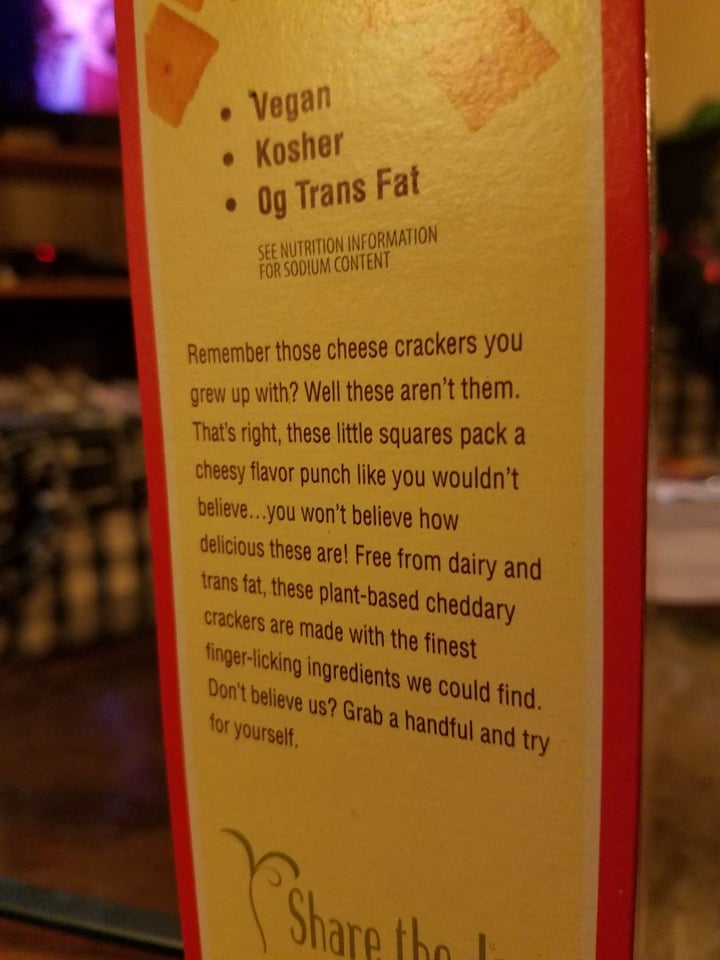 • Vegan
• Kosher
• 0g Trans Fat
SEE NUTRITION INFORMATION
FOR SODIUM CONTENT
Remember those cheese crackers you
grew up with? Well these aren't them.
That's right, these little squares pack a
cheesy flavor punch like you wouldn't
believe...you won't believe how
delicious these are! Free from dairy and
trans fat, these plant-based cheddary
crackers are made with the finest
finger-licking ingredients we could find.
Don't believe us? Grab a handful and try
for yourself.
Share the